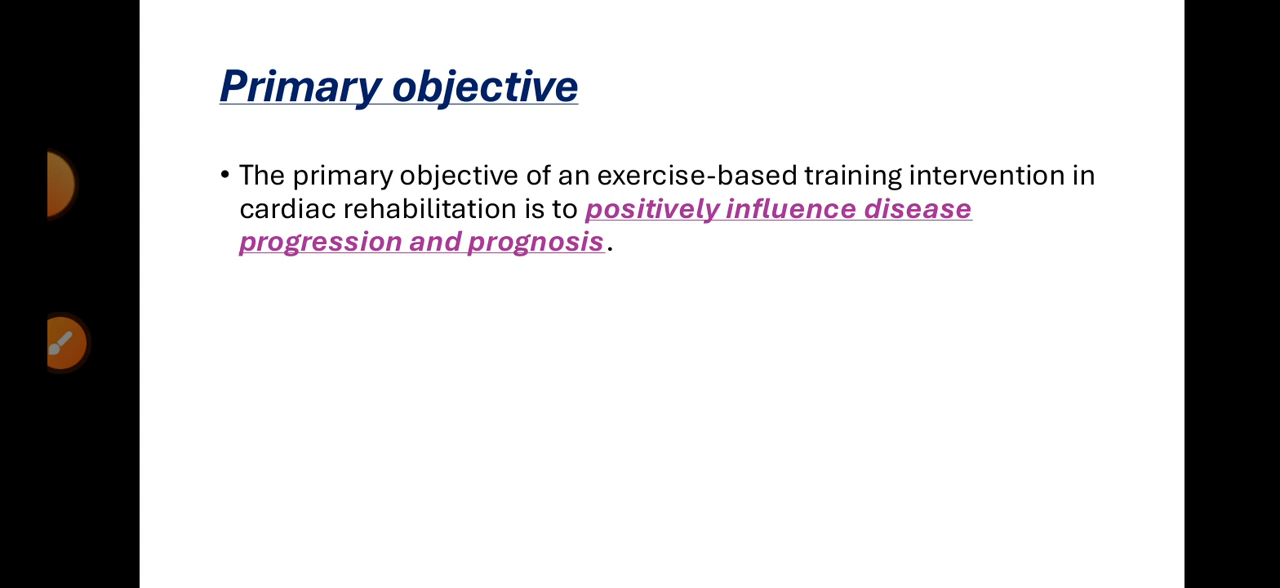 Primary objective
• The primary objective of an exercise-based training intervention in
cardiac rehabilitation is to positively influence disease
progression and prognosis.